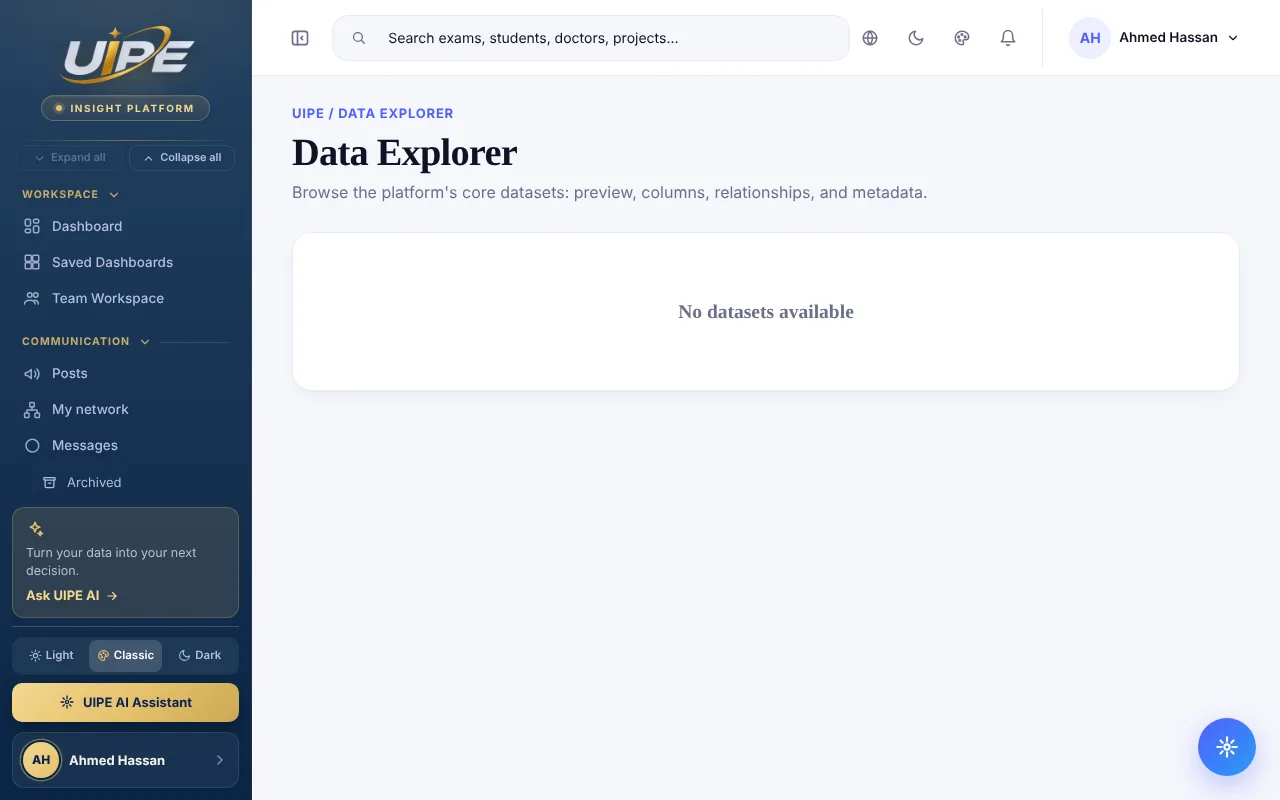 UIPE
INSIGHT PLATFORM
Expand all
Collapse all
WORKSPACE
Dashboard
Saved Dashboards
Team Workspace
COMMUNICATION
Posts
My network
Messages
Archived
Turn your data into your next
decision.
Ask UIPE AI →
Light
Classic
Dark
UIPE AI Assistant
AH
Ahmed Hassan
Search exams, students, doctors, projects...
AH
Ahmed Hassan
UIPE / DATA EXPLORER
Data Explorer
Browse the platform's core datasets: preview, columns, relationships, and metadata.
No datasets available